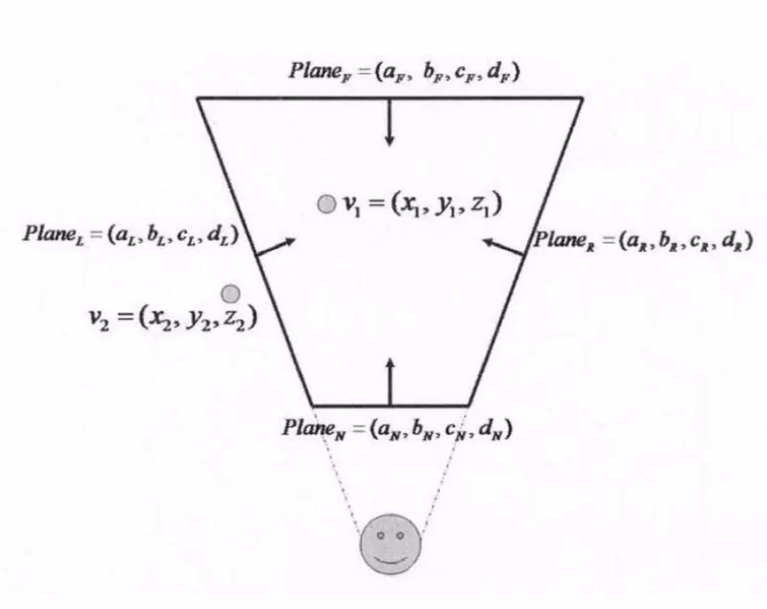 Plane_F = (a_F, b_F, c_F, d_F)
v_1 = (x_1, y_1, z_1)
Plane_L = (a_L, b_L, c_L, d_L)
Plane_R = (a_R, b_R, c_R, d_R)
v_2 = (x_2, y_2, z_2)
Plane_N = (a_N, b_N, c_N, d_N)